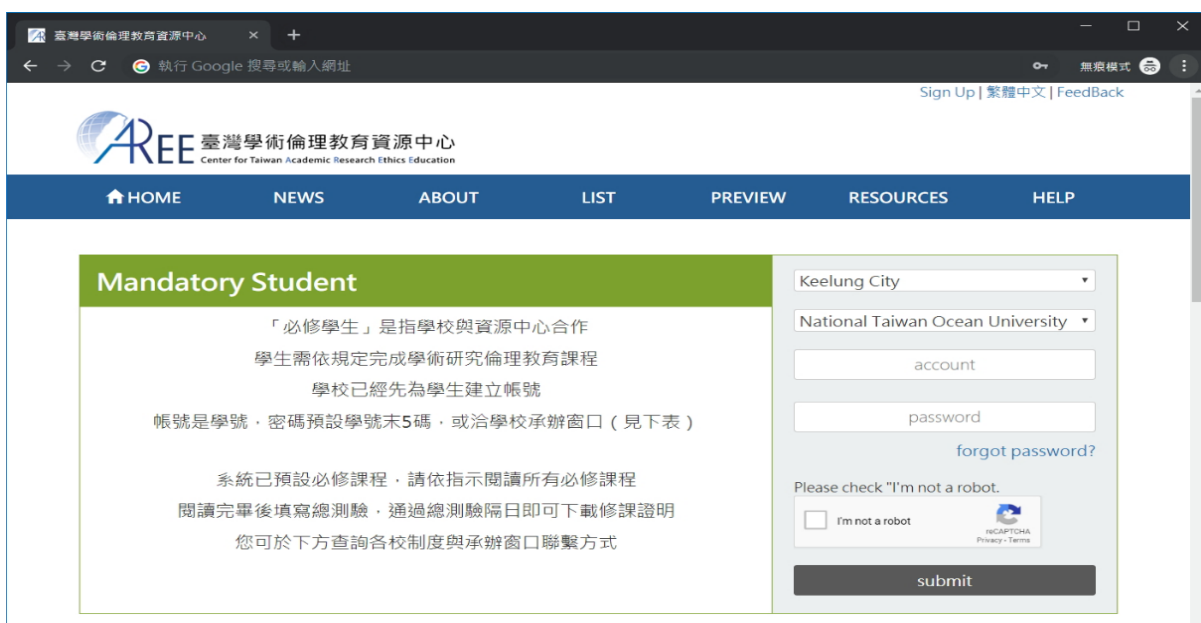 臺灣學術倫理教育資源中心
執行 Google 搜尋或輸入網址
無痕模式
Sign Up | 繁體中文 | FeedBack
AREE 臺灣學術倫理教育資源中心
Center for Taiwan Academic Research Ethics Education
HOME NEWS ABOUT LIST PREVIEW RESOURCES HELP
Mandatory Student
「必修學生」是指學校與資源中心合作
學生需依規定完成學術研究倫理教育課程
學校已經先為學生建立帳號
帳號是學號，密碼預設學號末5碼，或洽學校承辦窗口（見下表）
系統已預設必修課程，請依指示閱讀所有必修課程
閱讀完畢後填寫總測驗，通過總測驗隔日即可下載修課證明
您可於下方查詢各校制度與承辦窗口聯繫方式
Keelung City
National Taiwan Ocean University
account
password
forgot password?
Please check "I'm not a robot.
I'm not a robot
reCAPTCHA
Privacy - Terms
submit